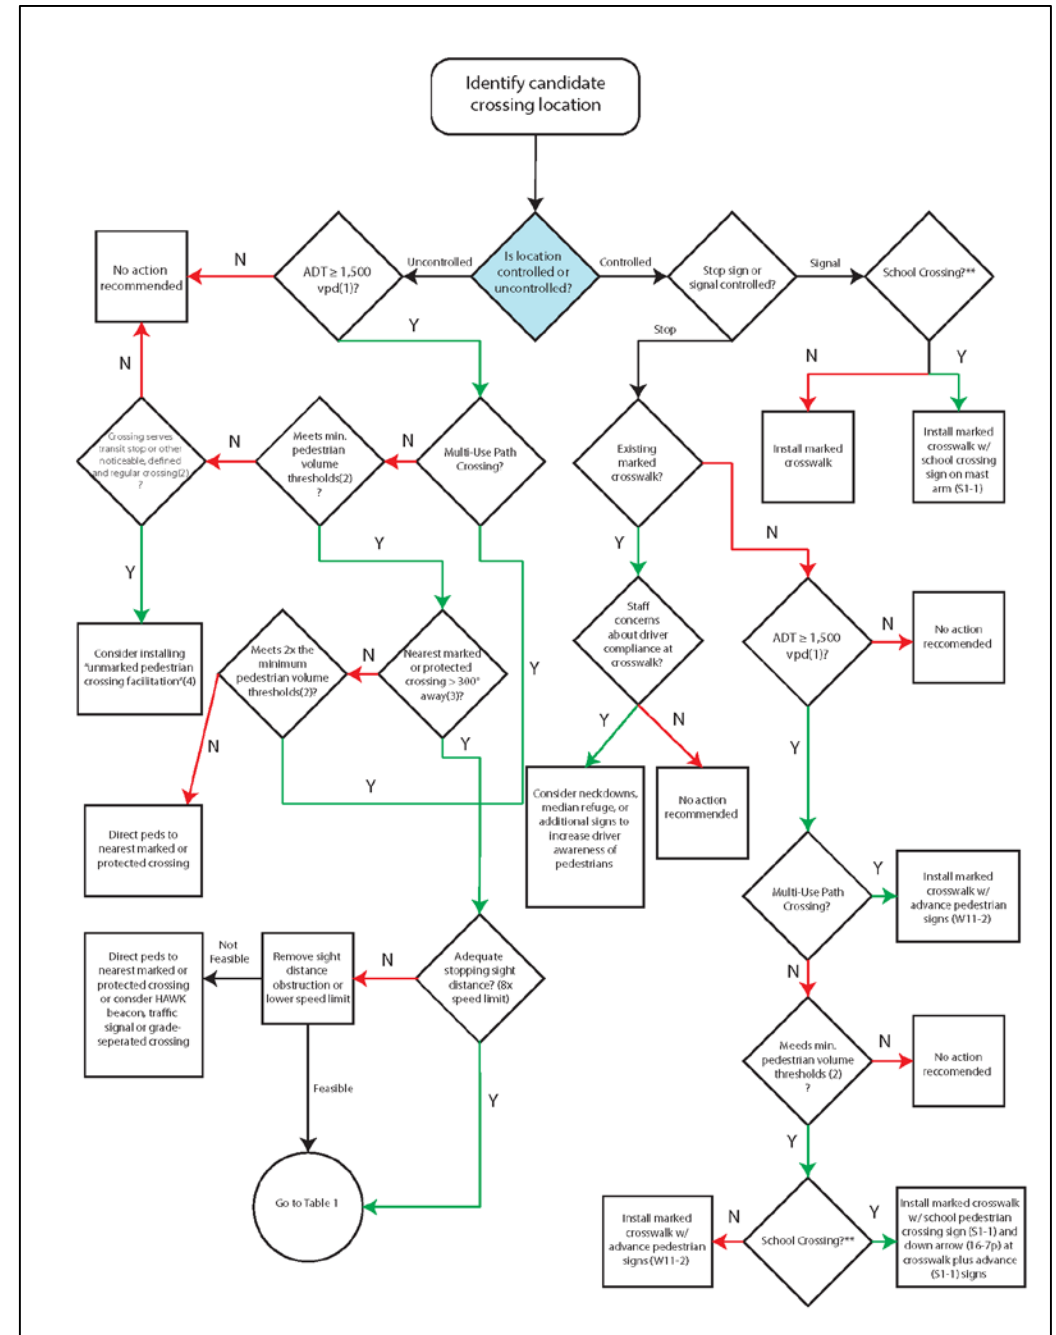 Identify candidate
crossing location
Is location
controlled or
uncontrolled?
Uncontrolled
Controlled
ADT ≥ 1,500
vpd(1)?
N
No action
recommended
Y
Stop sign or
signal controlled?
Signal
School Crossing?**
Stop
N
Y
Install marked
crosswalk
Install marked
crosswalk w/
school crossing
sign on mast
arm (S1-1)
N
Crossing serves
transit stop or other
noticeable, defined
and regular crossing(2)
?
N
Meets min.
pedestrian
volume
thresholds(2)
?
N
Multi-Use Path
Crossing?
Existing
marked
crosswalk?
N
Y
Y
Y
Consider installing
"unmarked pedestrian
crossing facilitation"(4)
Meets 2x the
minimum
pedestrian volume
thresholds(2)?
N
Nearest marked
or protected
crossing > 300"
away(3)?
Y
Staff
concerns
about driver
compliance at
crosswalk?
ADT ≥ 1,500
vpd(1)?
N
No action
reccomended
N
Y
Y
Y
N
Y
Direct peds to
nearest marked or
protected crossing
Consider neckdowns,
median refuge, or
additional signs to
increase driver
awareness of
pedestrians
No action
recommended
Multi-Use Path
Crossing?
Y
Install marked
crosswalk w/
advance pedestrian
signs (W11-2)
Direct peds to
nearest marked or
protected crossing
or consder HAWK
beacon, traffic
signal or grade-
seperated crossing
Not
Feasible
Remove sight
distance
obstruction or
lower speed limit
N
Adequate
stopping sight
distance? (8x
speed limit)
N
Feasible
Y
Meeds min.
pedestrian volume
thresholds (2)
?
N
No action
reccomended
Y
Go to Table 1
Install marked
crosswalk w/
advance pedestrian
signs (W11-2)
N
School Crossing?**
Y
Install marked crosswalk
w/ school pedestrian
crossing sign (S1-1) and
down arrow (16-7p) at
crosswalk plus advance
(S1-1) signs